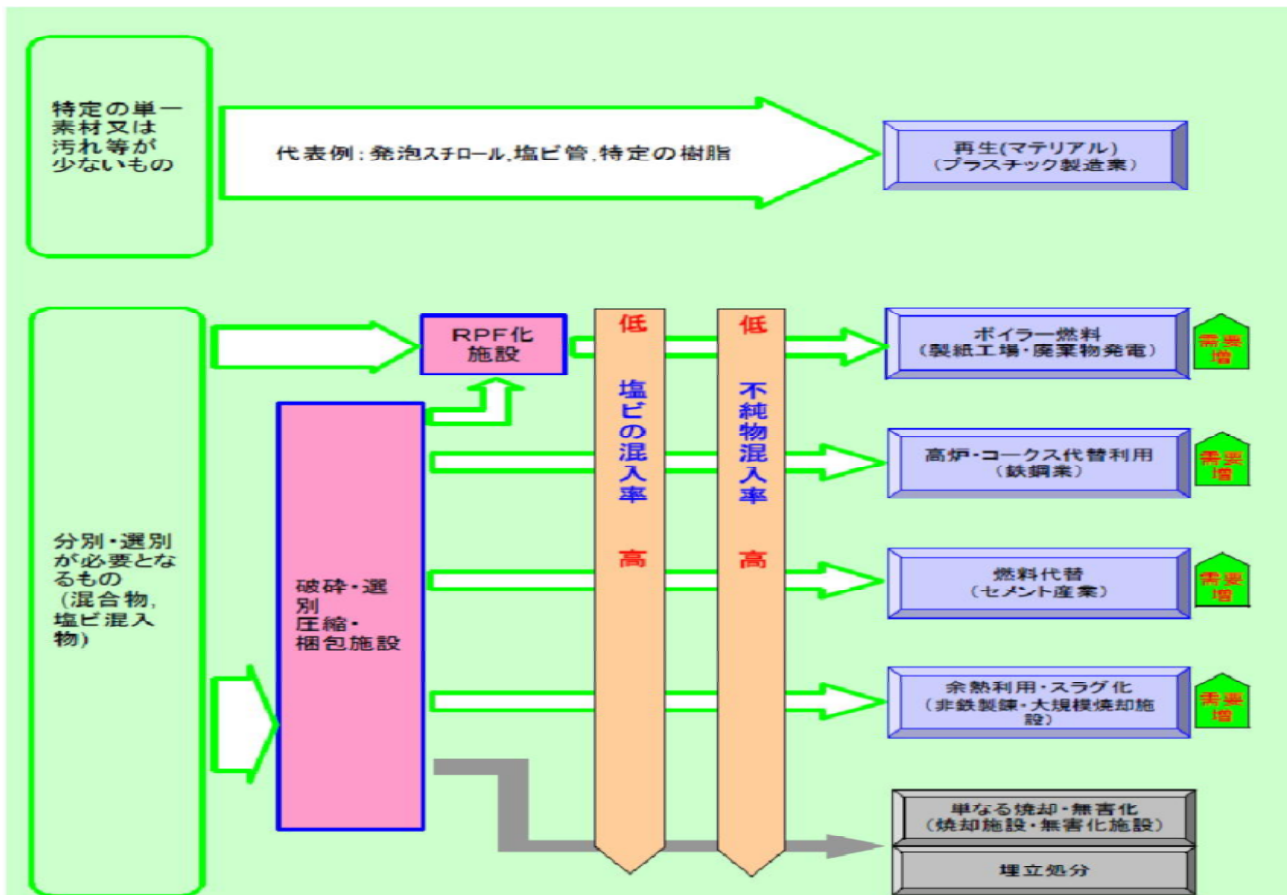 特定の単一
素材又は
汚れ等が
少ないもの
代表例：発泡スチロール,塩ビ管,特定の樹脂
再生(マテリアル)
(プラスチック製造業)
分別・選別
が必要とな
るもの
(混合物,
塩ビ混入
物)
RPF化
施設
破砕・選
別
圧縮・
梱包施設
低
塩ビの混入率
高
低
不純物混入率
高
ボイラー燃料
(製紙工場・廃棄物発電)
需要
増
高炉・コークス代替利用
(鉄鋼業)
需要
増
燃料代替
(セメント産業)
需要
増
余熱利用・スラグ化
(非鉄製錬・大規模焼却施
設)
需要
増
単なる焼却・無害化
(焼却施設・無害化施設)
埋立処分